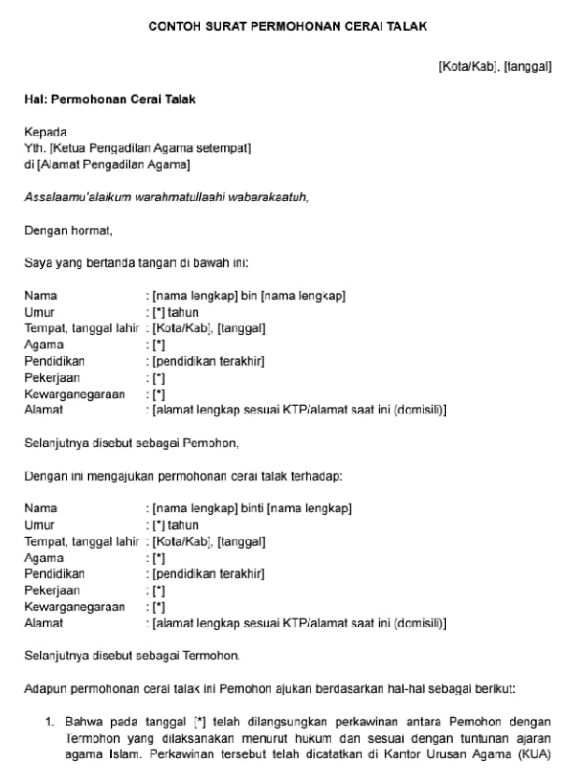 CONTOH SURAT PERMOHONAN CERAI TALAK
[Kota/Kab], [tanggal]
Hal: Permohonan Cerai Talak
Kepada
Yth. [Ketua Pengadilan Agama setempat]
di [Alamat Pengadilan Agama]
Assalaamu'alaikum warahmatullaahi wabarakaatuh,
Dengan hormat,
Saya yang bertanda tangan di bawah ini:
Nama : [nama lengkap] bin [nama lengkap]
Umur : [*] tahun
Tempat, tanggal lahir : [Kota/Kab], [tanggal]
Agama : [*]
Pendidikan : [pendidikan terakhir]
Pekerjaan : [*]
Kewarganegaraan : [*]
Alamat : [alamat lengkap sesuai KTP/alamat saat ini (domisili)]
Selanjutnya disebut sebagai Pemohon,
Dengan ini mengajukan permohonan cerai talak terhadap:
Nama : [nama lengkap] binti [nama lengkap]
Umur : [*] tahun
Tempat, tanggal lahir : [Kota/Kab], [tanggal]
Agama : [*]
Pendidikan : [pendidikan terakhir]
Pekerjaan : [*]
Kewarganegaraan : [*]
Alamat : [alamat lengkap sesuai KTP/alamat saat ini (domisili)]
Selanjutnya disebut sebagai Termohon.
Adapun permohonan cerai talak ini Pemohon ajukan berdasarkan hal-hal sebagai berikut:
1. Bahwa pada tanggal [*] telah dilangsungkan perkawinan antara Pemohon dengan
Termohon yang dilaksanakan menurut hukum dan sesuai dengan tuntunan ajaran
agama Islam. Perkawinan tersebut telah dicatatkan di Kantor Urusan Agama (KUA)